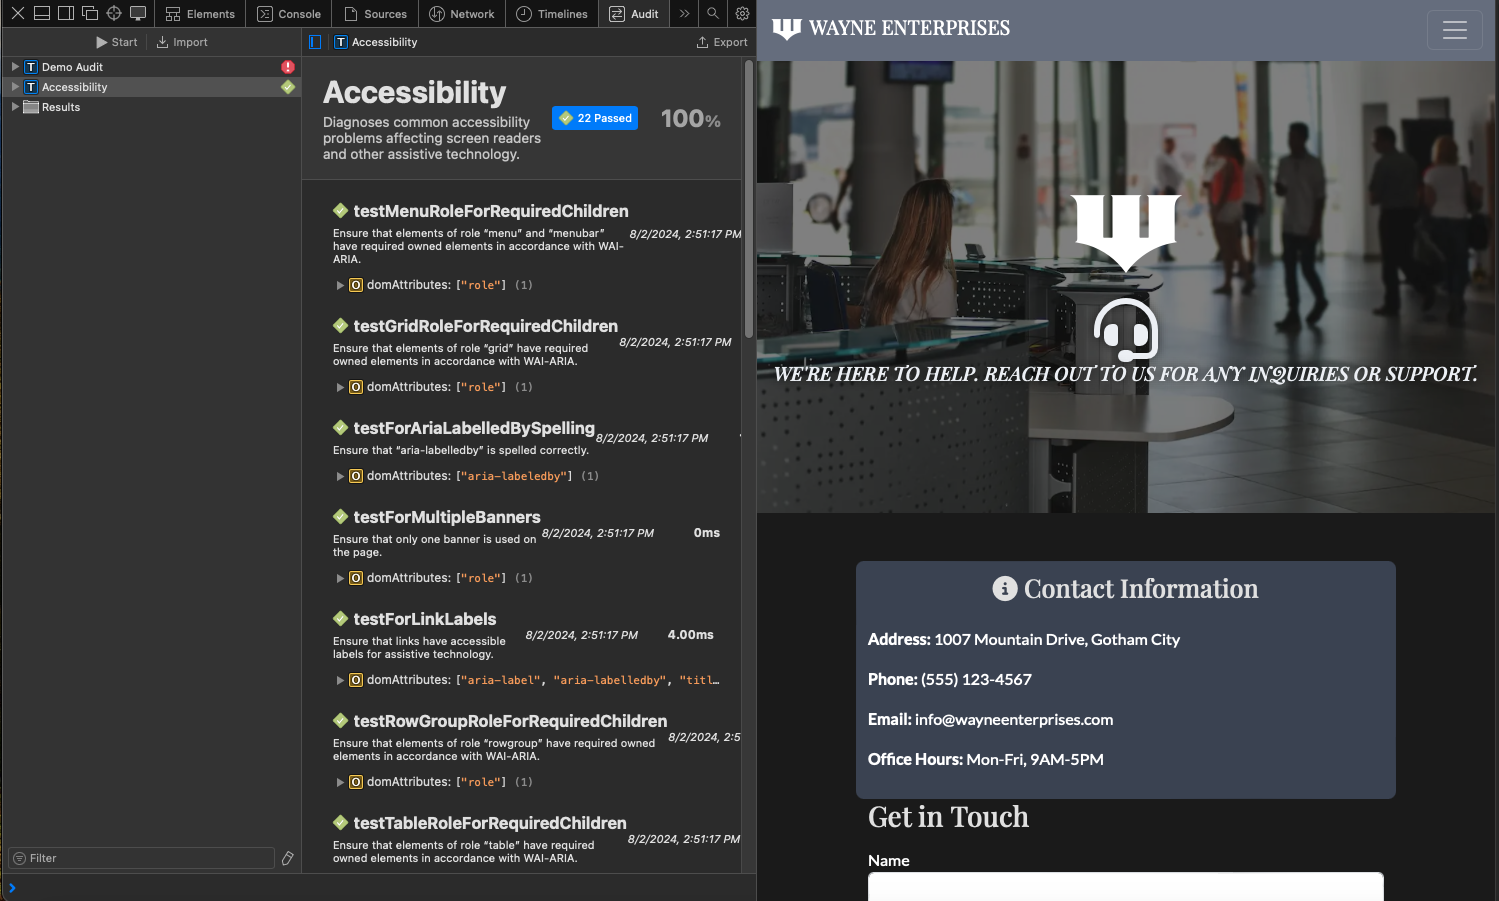 Elements
Console
Sources
Network
Timelines
Audit
Start
Import
Accessibility
Export
Demo Audit
Accessibility
Results
Accessibility
Diagnoses common accessibility
problems affecting screen readers
and other assistive technology.
22 Passed
100%
testMenuRoleForRequiredChildren
Ensure that elements of role “menu” and “menubar”
have required owned elements in accordance with WAI-
ARIA.
8/2/2024, 2:51:17 PM
domAttributes: ["role"] (1)
testGridRoleForRequiredChildren
Ensure that elements of role “grid” have required
owned elements in accordance with WAI-ARIA.
8/2/2024, 2:51:17 PM
domAttributes: ["role"] (1)
testForAriaLabelledBySpelling
Ensure that “aria-labelledby” is spelled correctly.
8/2/2024, 2:51:17 PM
domAttributes: ["aria-labeledby"] (1)
testForMultipleBanners
Ensure that only one banner is used on
the page.
8/2/2024, 2:51:17 PM
0ms
domAttributes: ["role"] (1)
testForLinkLabels
Ensure that links have accessible
labels for assistive technology.
8/2/2024, 2:51:17 PM
4.00ms
domAttributes: ["aria-label", "aria-labelledby", "titl…
testRowGroupRoleForRequiredChildren
Ensure that elements of role “rowgroup” have required owned
elements in accordance with WAI-ARIA.
8/2/2024, 2:5
domAttributes: ["role"] (1)
testTableRoleForRequiredChildren
Ensure that elements of role “table” have required
owned elements in accordance with WAI-ARIA.
8/2/2024, 2:51:17 PM
Filter
WAYNE ENTERPRISES
WE'RE HERE TO HELP. REACH OUT TO US FOR ANY INQUIRIES OR SUPPORT.
Contact Information
Address: 1007 Mountain Drive, Gotham City
Phone: (555) 123-4567
Email: info@wayneenterprises.com
Office Hours: Mon-Fri, 9AM-5PM
Get in Touch
Name